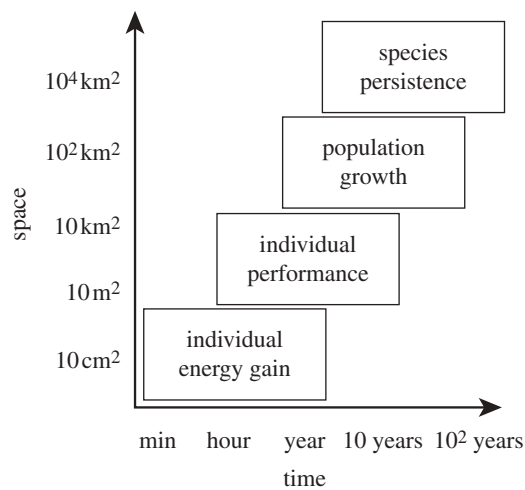 species
persistence
10⁴ km²
population
growth
10² km²
space
10 km²
individual
performance
10 m²
individual
energy gain
10 cm²
min hour year 10 years 10² years
time